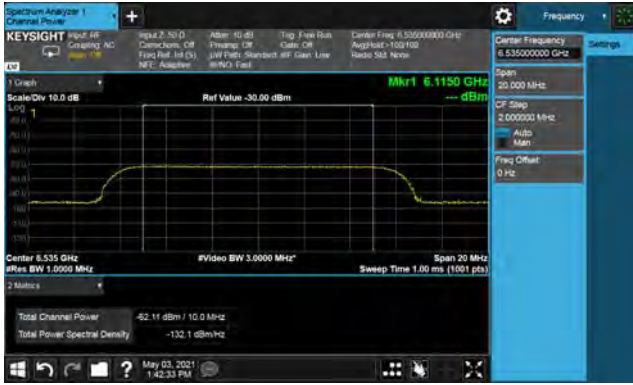 Spectrum Analyzer 1
Channel Power
+
Frequency
KEYSIGHT Input: RF
Coupling: AC
Input Z: 50 Ω
Corrections: Off
Freq Ref: Int (S)
NFE: Adaptive
Atten: 10 dB
Preamp: Off
µW Path: Standard
#PNO: Fast
Trig: Free Run
Gate: Off
#IF Gain: Low
Center Freq: 6.535000000 GHz
Avg|Hold:>100/100
Radio Std: None
Center Frequency
6.535000000 GHz
Settings
Span
20.000 MHz
CF Step
2.000000 MHz
Auto
Man
Freq Offset
0 Hz
1 Graph
Scale/Div 10.0 dB
Ref Value -30.00 dBm
Mkr1 6.1150 GHz
--- dBm
Log
1
Center 6.535 GHz
#Res BW 1.0000 MHz
#Video BW 3.0000 MHz*
Span 20 MHz
Sweep Time 1.00 ms (1001 pts)
2 Metrics
Total Channel Power -62.11 dBm / 10.0 MHz
Total Power Spectral Density -132.1 dBm/Hz
?
May 03, 2021
1:42:33 PM